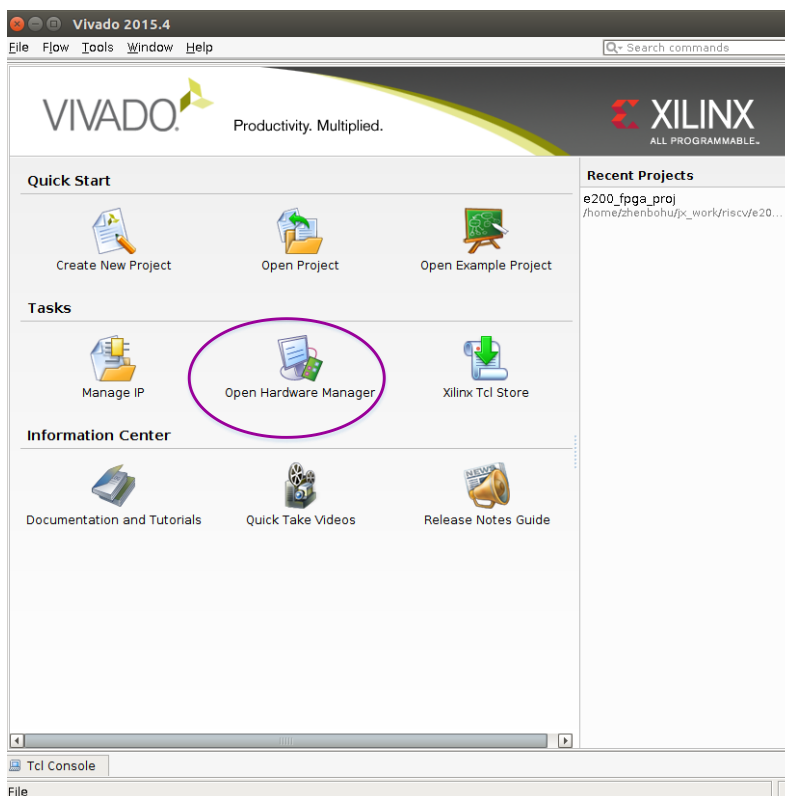 Vivado 2015.4
File Flow Tools Window Help
Search commands
VIVADO.
Productivity. Multiplied.
XILINX
ALL PROGRAMMABLE™
Quick Start
Create New Project
Open Project
Open Example Project
Tasks
Manage IP
Open Hardware Manager
Xilinx Tcl Store
Information Center
Documentation and Tutorials
Quick Take Videos
NEWS
Release Notes Guide
Recent Projects
e200_fpga_proj
/home/zhenbohu/jx_work/riscv/e20...
Tcl Console
File